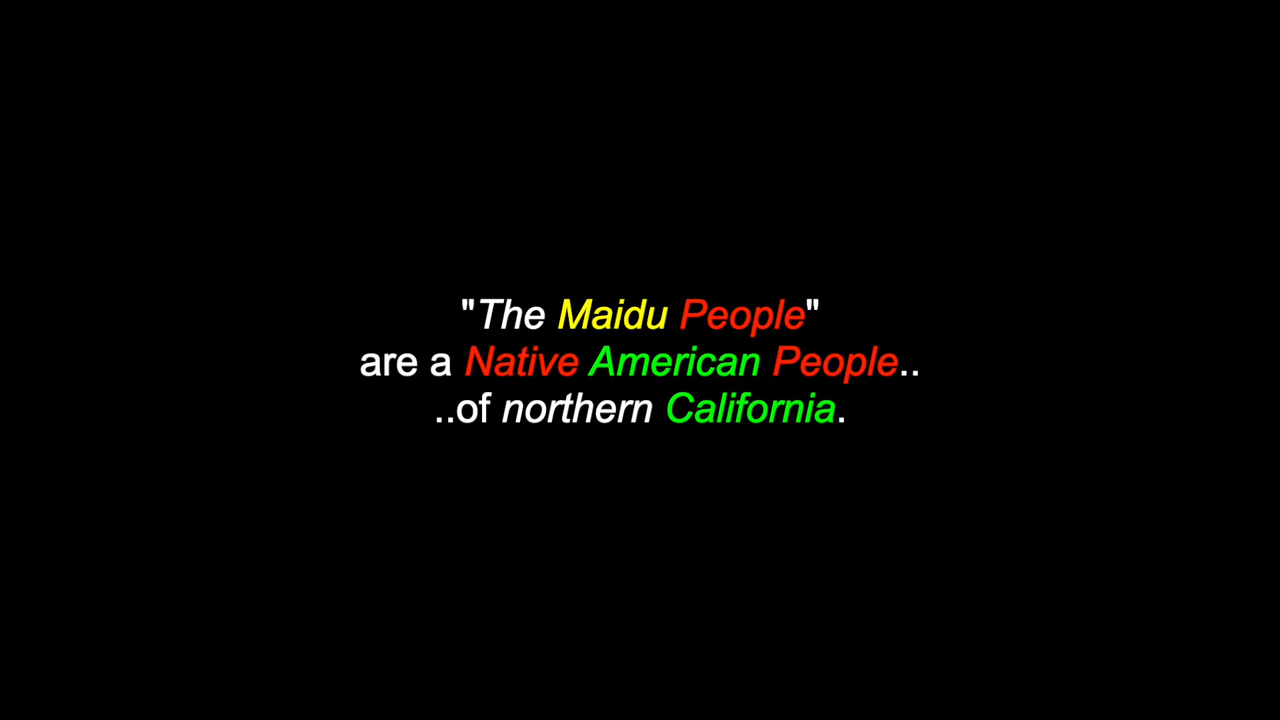 "The Maidu People"
are a Native American People..
..of northern California.